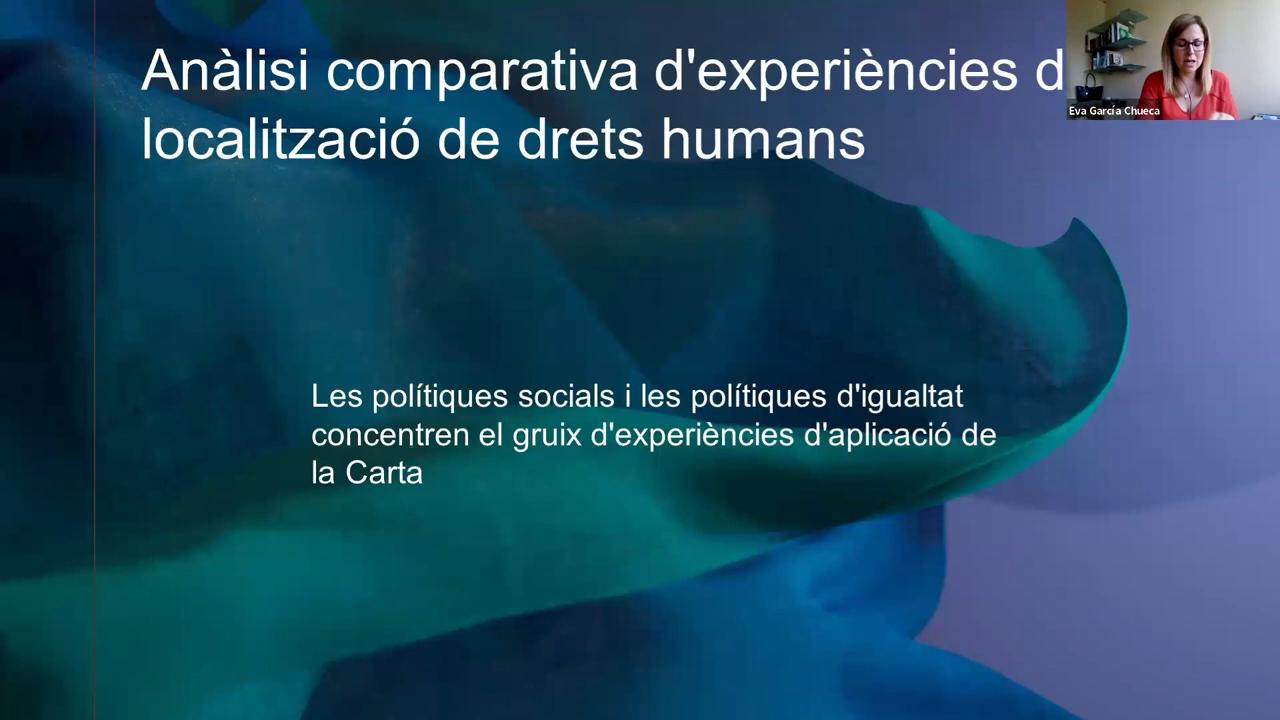 Anàlisi comparativa d'experiències d
localització de drets humans
Eva García Chueca
Les polítiques socials i les polítiques d'igualtat
concentren el gruix d'experiències d'aplicació de
la Carta